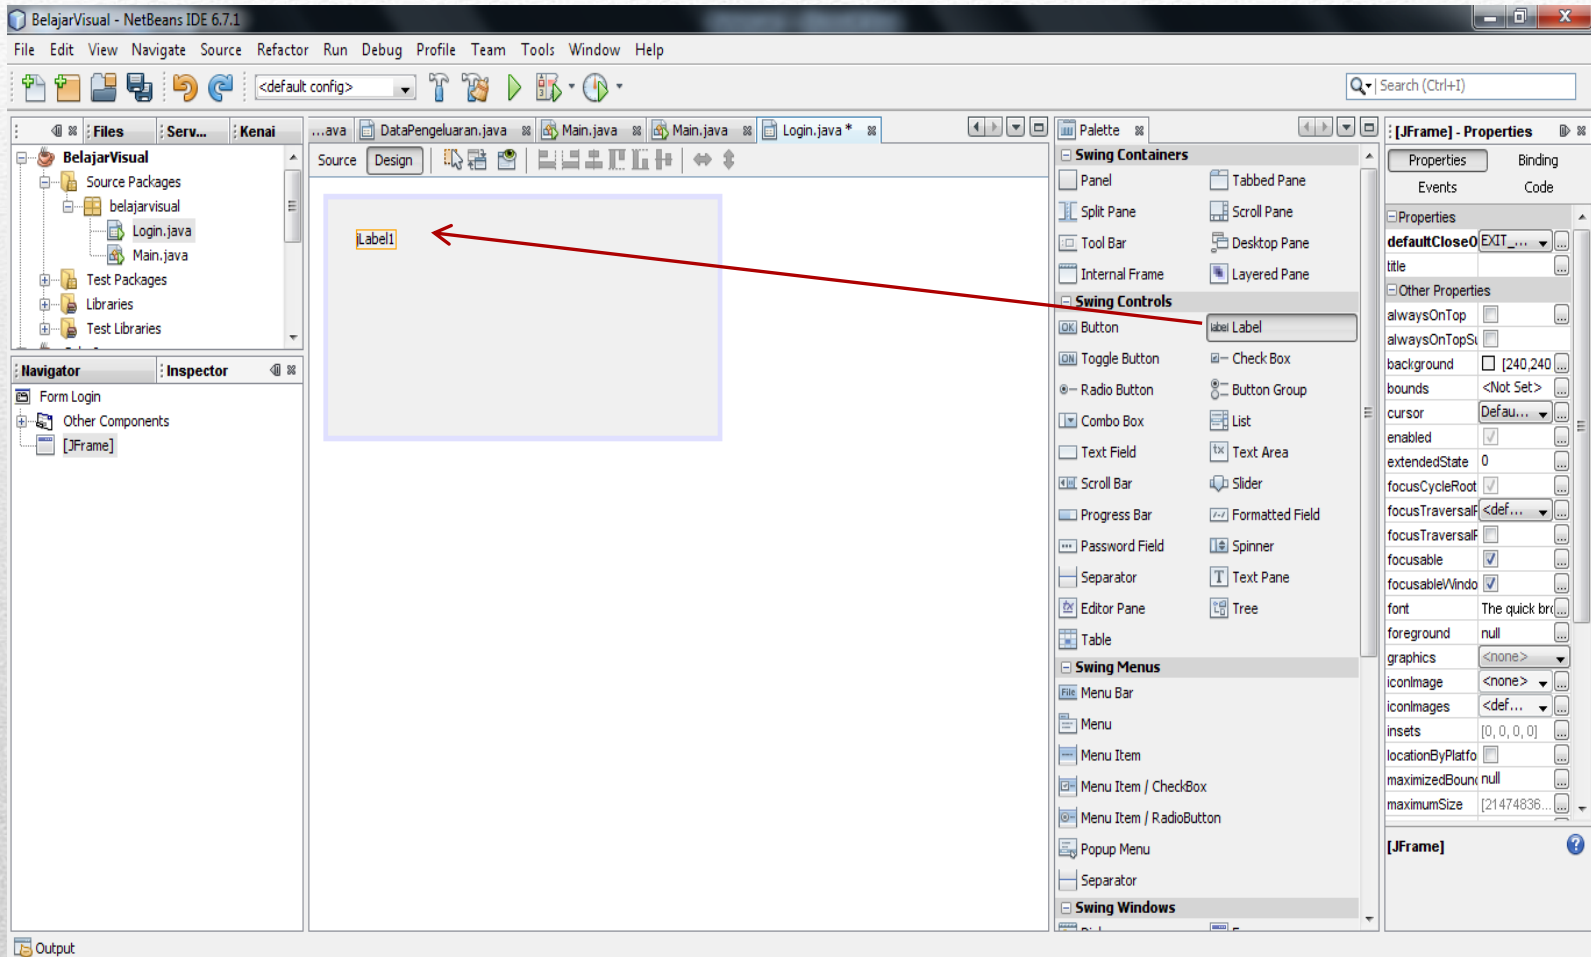 BelajarVisual - NetBeans IDE 6.7.1
File Edit View Navigate Source Refactor Run Debug Profile Team Tools Window Help
<default config>
Search (Ctrl+I)
Files Serv... Kenai
BelajarVisual
Source Packages
belajarvisual
Login.java
Main.java
Test Packages
Libraries
Test Libraries
Navigator Inspector
Form Login
Other Components
[JFrame]
...ava DataPengeluaran.java Main.java Main.java Login.java *
Source Design
jLabel1
Palette
Swing Containers
Panel Tabbed Pane
Split Pane Scroll Pane
Tool Bar Desktop Pane
Internal Frame Layered Pane
Swing Controls
OK Button label Label
ON Toggle Button Check Box
Radio Button Button Group
Combo Box List
Text Field Text Area
Scroll Bar Slider
Progress Bar Formatted Field
Password Field Spinner
Separator Text Pane
Editor Pane Tree
Table
Swing Menus
File Menu Bar
Menu
Menu Item
Menu Item / CheckBox
Menu Item / RadioButton
Popup Menu
Separator
Swing Windows
[JFrame] - Properties
Properties Binding
Events Code
Properties
defaultCloseO EXIT_... ...
title ...
Other Properties
alwaysOnTop ...
alwaysOnTopSu
background [240,240 ...
bounds <Not Set> ...
cursor Defau... ...
enabled ...
extendedState 0 ...
focusCycleRoot ...
focusTraversalP <def... ...
focusTraversalP ...
focusable ...
focusableWindo ...
font The quick bro ...
foreground null ...
graphics <none>
iconImage <none> ...
iconImages <def... ...
insets [0, 0, 0, 0] ...
locationByPlatfo ...
maximizedBound null ...
maximumSize [21474836... ...
[JFrame]
Output